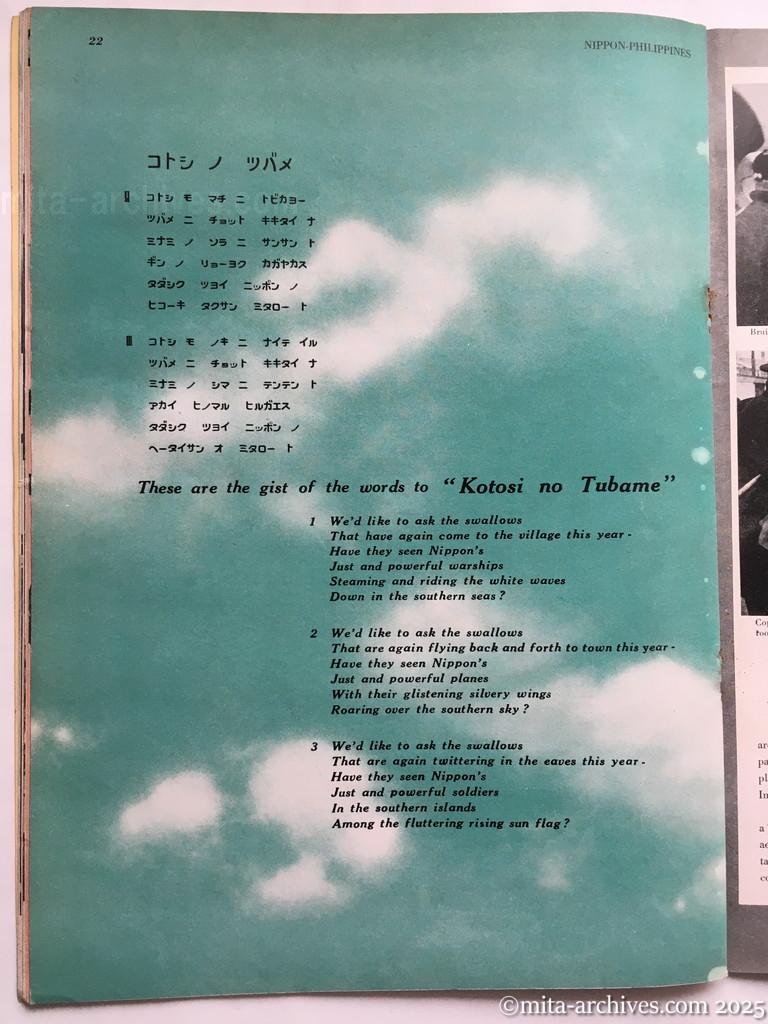 22
NIPPON-PHILIPPINES
コトシ ノ ツバメ
Ⅱ コトシ モ マチ ニ トビカヨー
ツバメ ニ チョット キキタイ ナ
ミナミ ノ ソラ ニ サンサン ト
ギン ノ リョーヨク カガヤカス
タダシク ツヨイ ニッポン ノ
ヒコーキ タクサン ミタロー ト
Ⅲ コトシ モ ノキ ニ ナイテ イル
ツバメ ニ チョット キキタイ ナ
ミナミ ノ シマ ニ テンテン ト
アカイ ヒノマル ヒルガエス
タダシク ツヨイ ニッポン ノ
ヘータイサン オ ミタロー ト
These are the gist of the words to "Kotosi no Tubame"
1 We'd like to ask the swallows
That have again come to the village this year-
Have they seen Nippon's
Just and powerful warships
Steaming and riding the white waves
Down in the southern seas?
2 We'd like to ask the swallows
That are again flying back and forth to town this year-
Have they seen Nippon's
Just and powerful planes
With their glistening silvery wings
Roaring over the southern sky?
3 We'd like to ask the swallows
That are again twittering in the eaves this year-
Have they seen Nippon's
Just and powerful soldiers
In the southern islands
Among the fluttering rising sun flag?
mita-archives.com
©mita-archives.com 2025